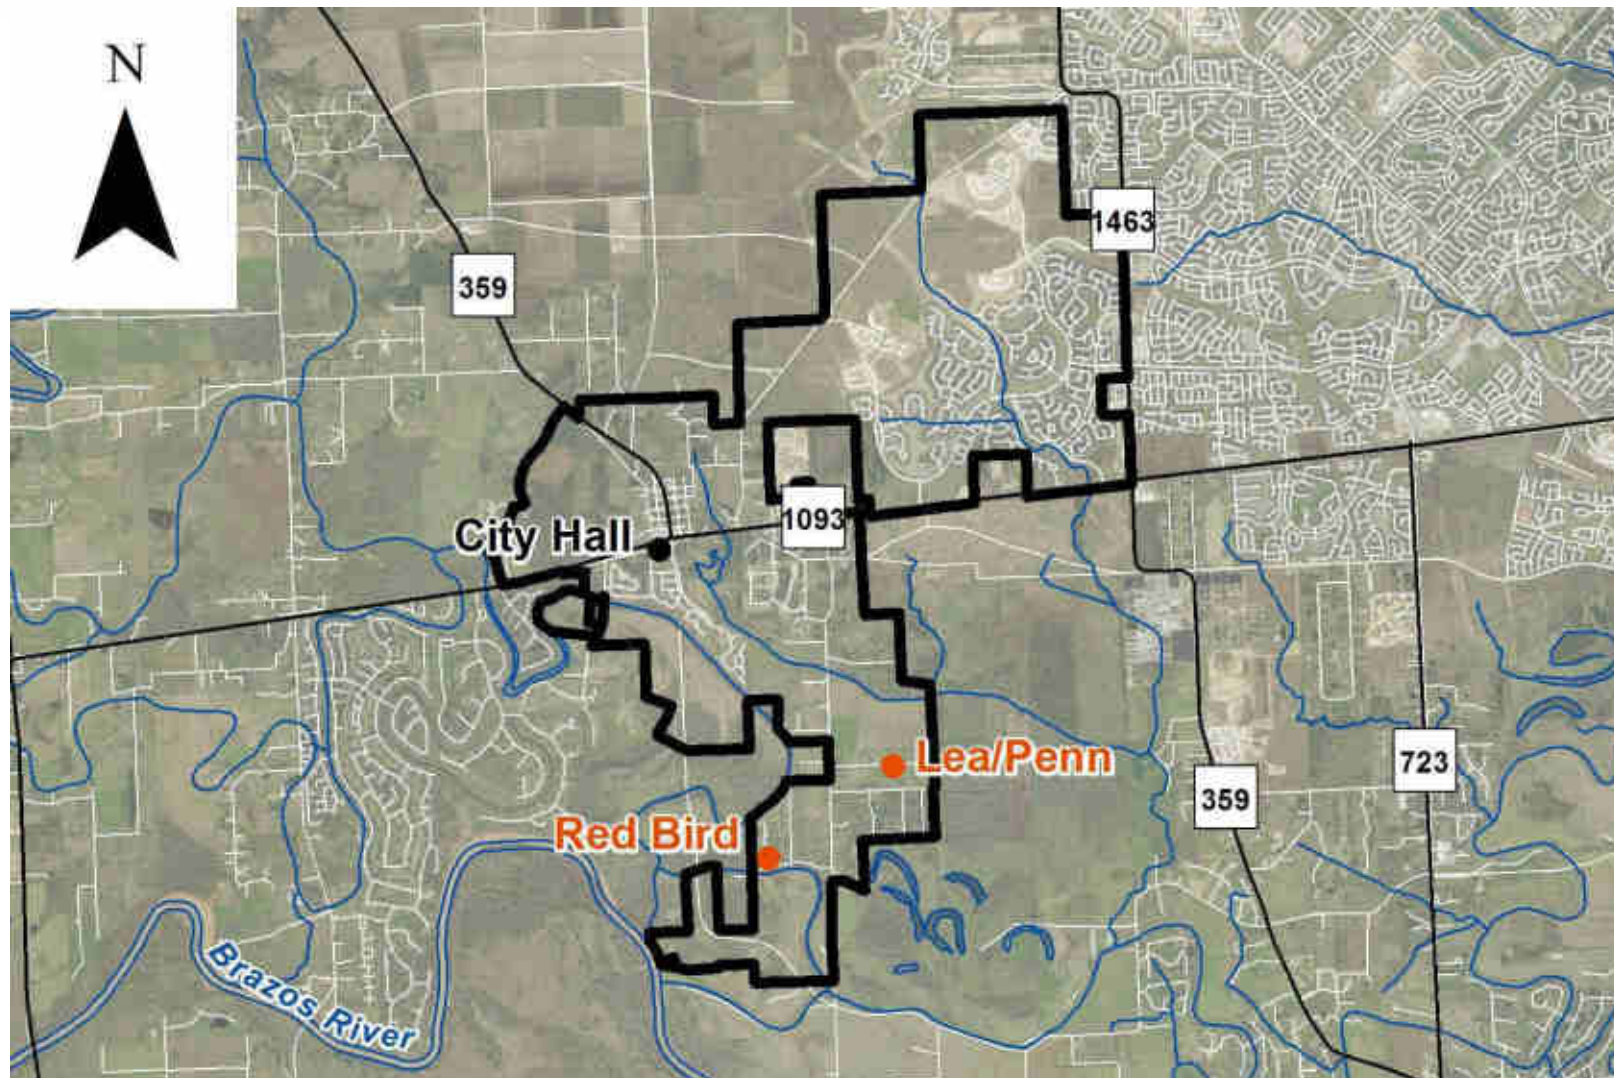 N
1463
359
1093
City Hall
Lea/Penn
723
359
Red Bird
Brazos River